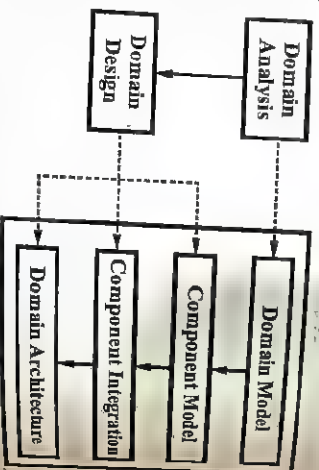 Domain
Analysis
Domain
Design
Domain Model
Component Model
Component Integration
Domain Architecture